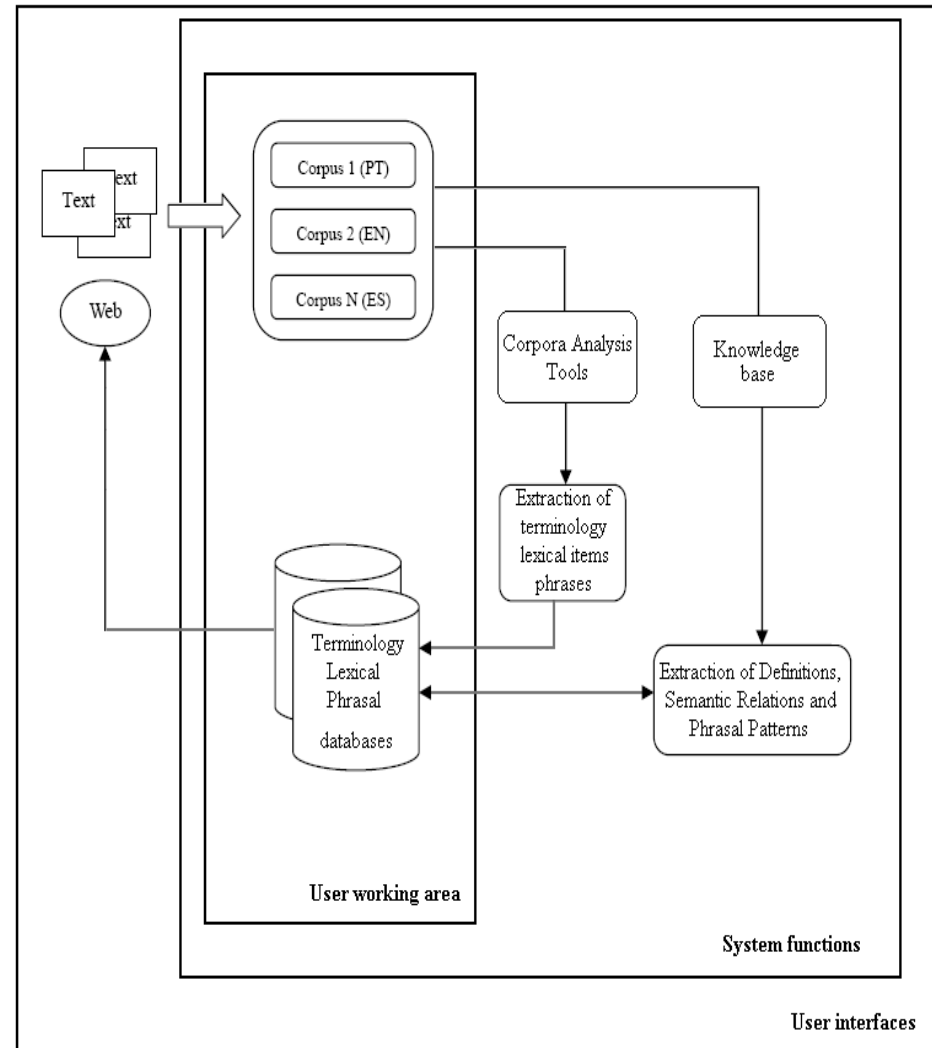 Text
ext
ext
Web
Corpus 1 (PT)
Corpus 2 (EN)
Corpus N (ES)
Corpora Analysis
Tools
Knowledge
base
Extraction of
terminology
lexical items
phrases
Terminology
Lexical
Phrasal
databases
Extraction of Definitions,
Semantic Relations and
Phrasal Patterns
User working area
System functions
User interfaces